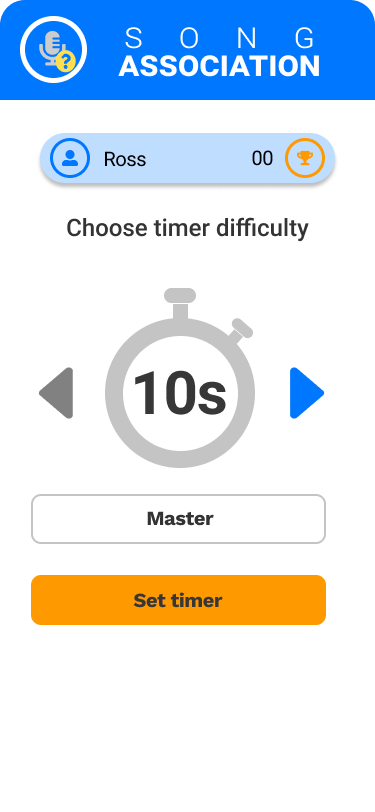 S O N G
ASSOCIATION
?
Ross 00
Choose timer difficulty
10s
Master
Set timer